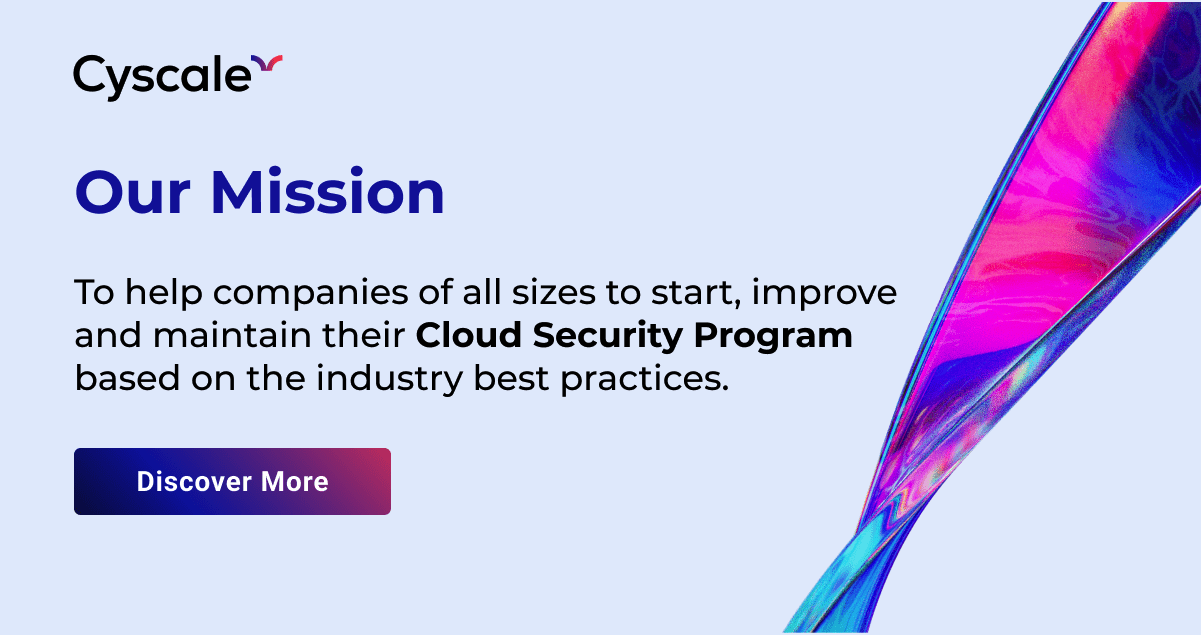 Cyscale
Our Mission
To help companies of all sizes to start, improve
and maintain their Cloud Security Program
based on the industry best practices.
Discover More